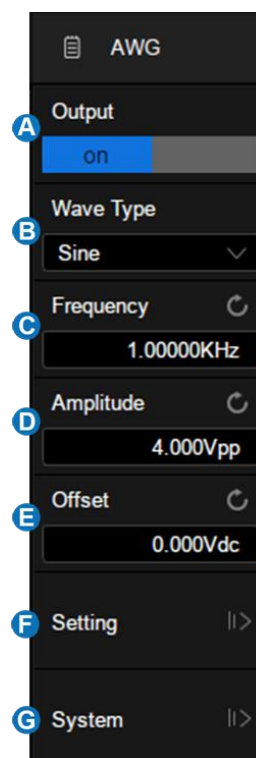 AWG
A
Output
on
B
Wave Type
Sine
C
Frequency
1.00000KHz
D
Amplitude
4.000Vpp
E
Offset
0.000Vdc
F
Setting
G
System